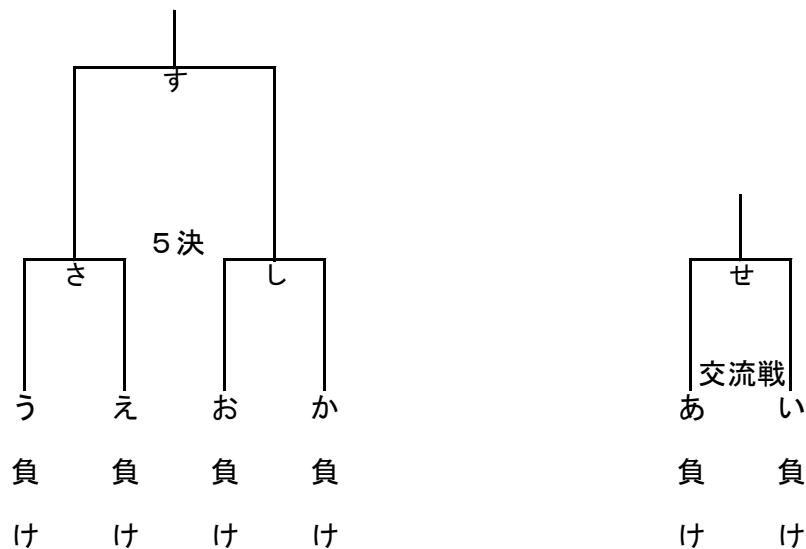 す
５決
さ し せ
交流戦
う え お か あ い
負 負 負 負 負 負
け け け け け け